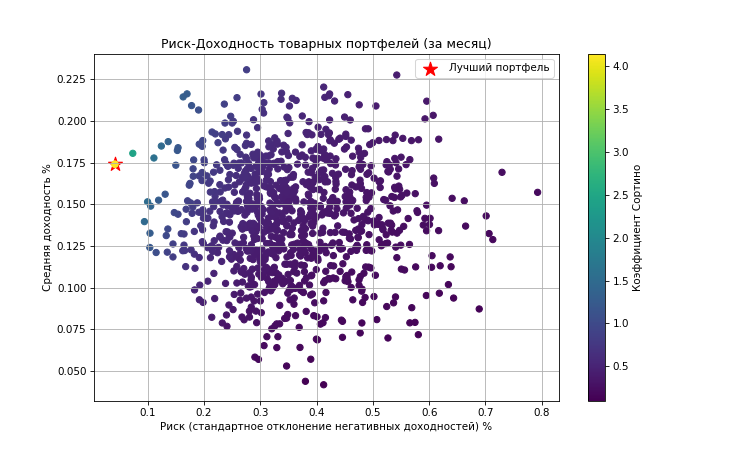 Риск-Доходность товарных портфелей (за месяц)
Лучший портфель
Средняя доходность %
0.225
0.200
0.175
0.150
0.125
0.100
0.075
0.050
0.1 0.2 0.3 0.4 0.5 0.6 0.7 0.8
Риск (стандартное отклонение негативных доходностей) %
4.0
3.5
3.0
2.5
2.0
1.5
1.0
0.5
Коэффициент Сортино